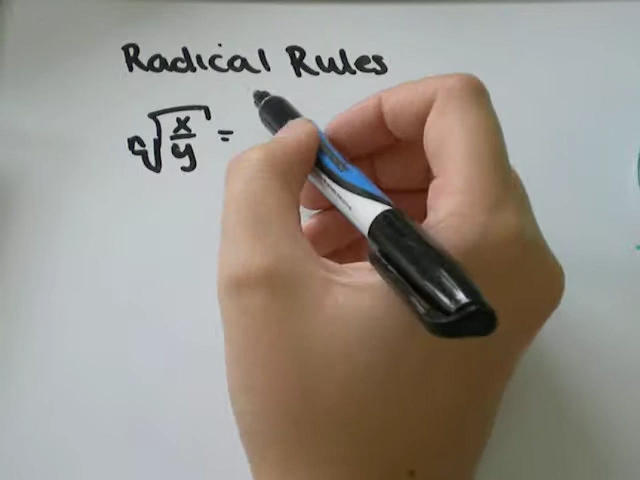 Radical Rules
ⁿ√(x/y) =